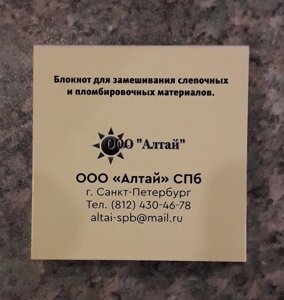 Блокнот для замешивания слепочных
и пломбировочных материалов.
ООО "Алтай"
ООО «Алтай» СПб
г. Санкт-Петербург
Тел. (812) 430-46-78
altai-spb@mail.ru